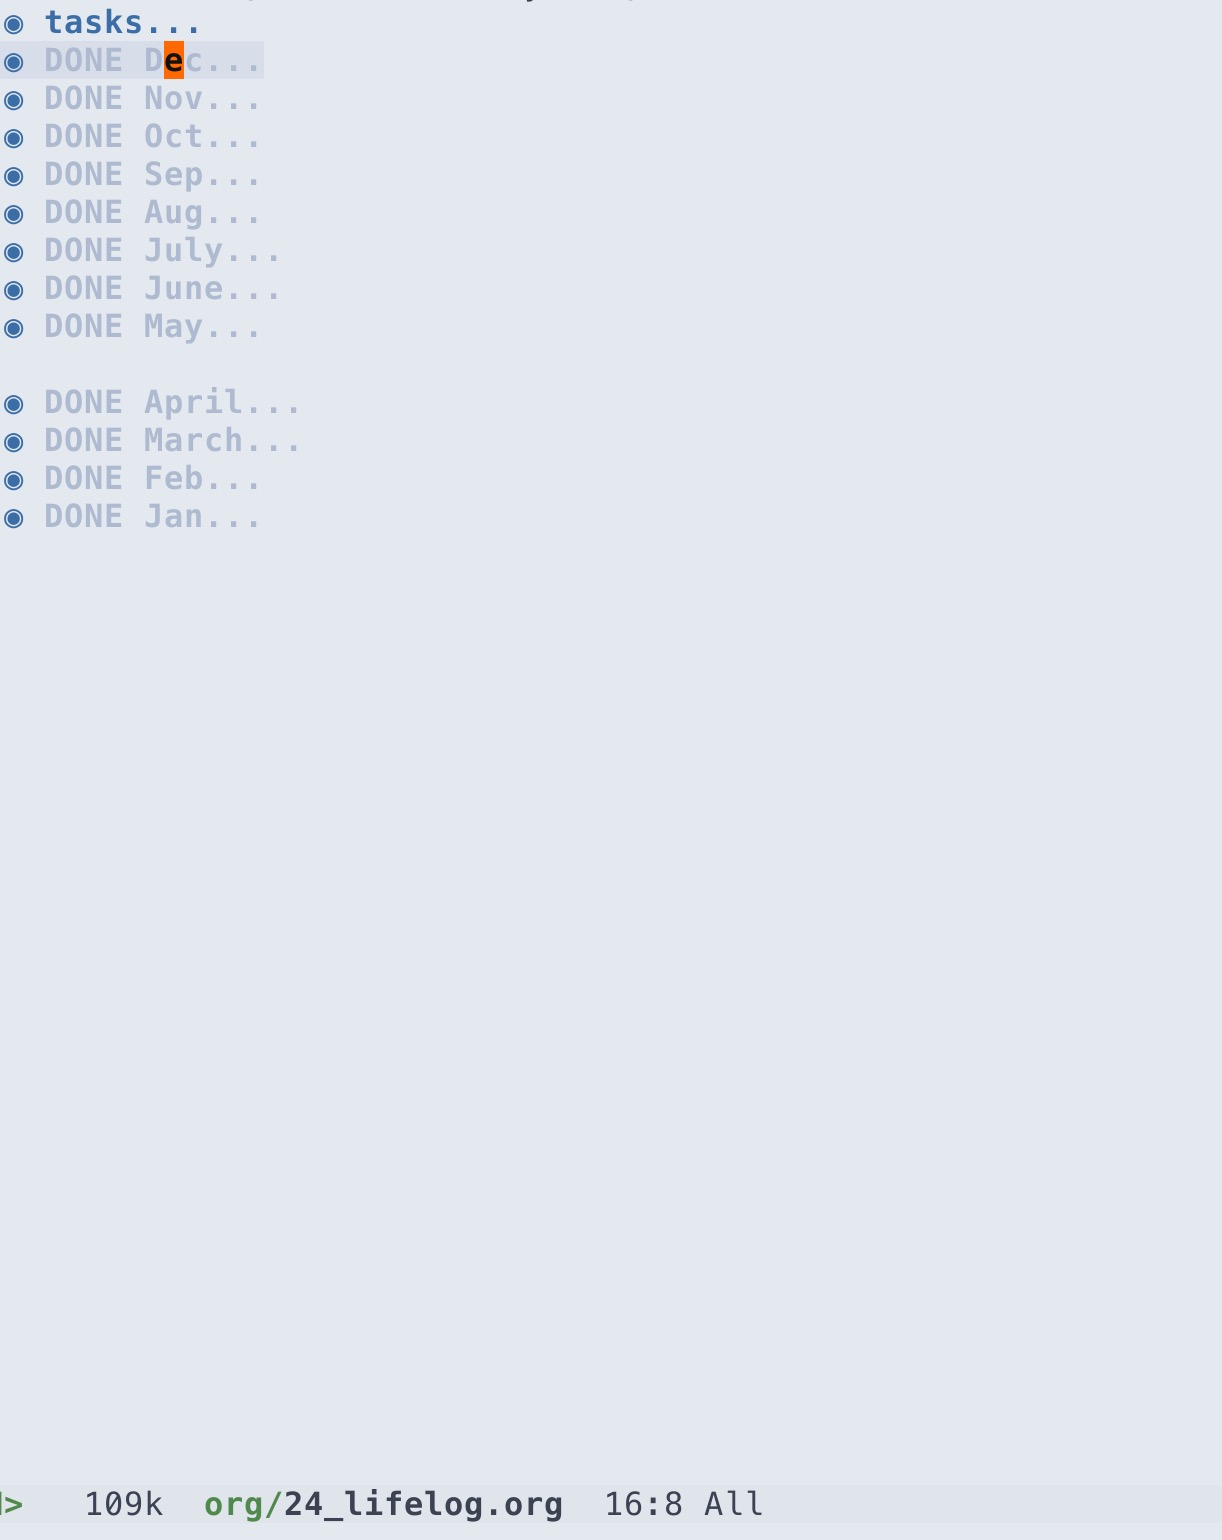 tasks...
DONE Dec...
DONE Nov...
DONE Oct...
DONE Sep...
DONE Aug...
DONE July...
DONE June...
DONE May...
DONE April...
DONE March...
DONE Feb...
DONE Jan...
> 109k org/24_lifelog.org 16:8 All